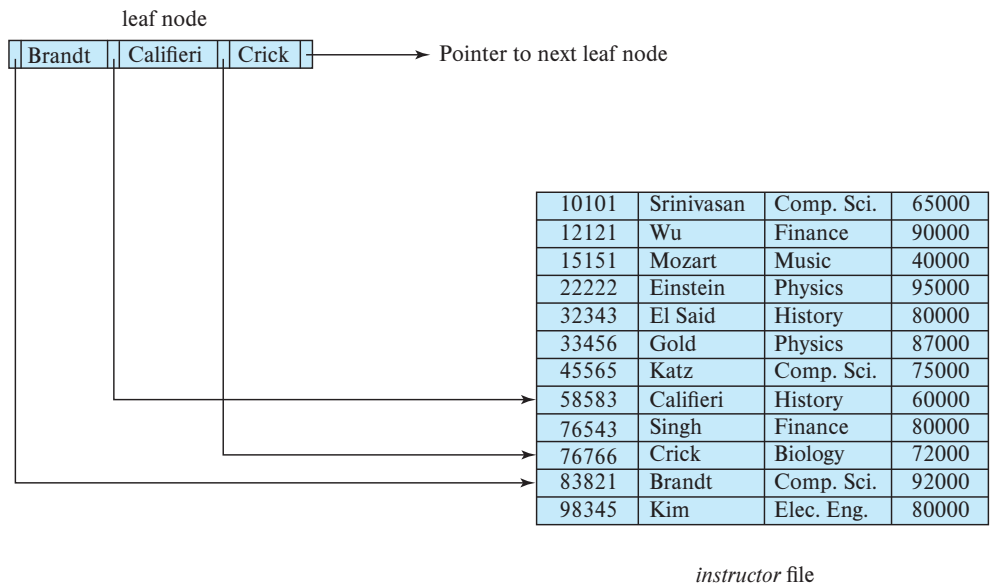 leaf node
Brandt Califieri Crick
Pointer to next leaf node
10101 Srinivasan Comp. Sci. 65000
12121 Wu Finance 90000
15151 Mozart Music 40000
22222 Einstein Physics 95000
32343 El Said History 80000
33456 Gold Physics 87000
45565 Katz Comp. Sci. 75000
58583 Califieri History 60000
76543 Singh Finance 80000
76766 Crick Biology 72000
83821 Brandt Comp. Sci. 92000
98345 Kim Elec. Eng. 80000
instructor file